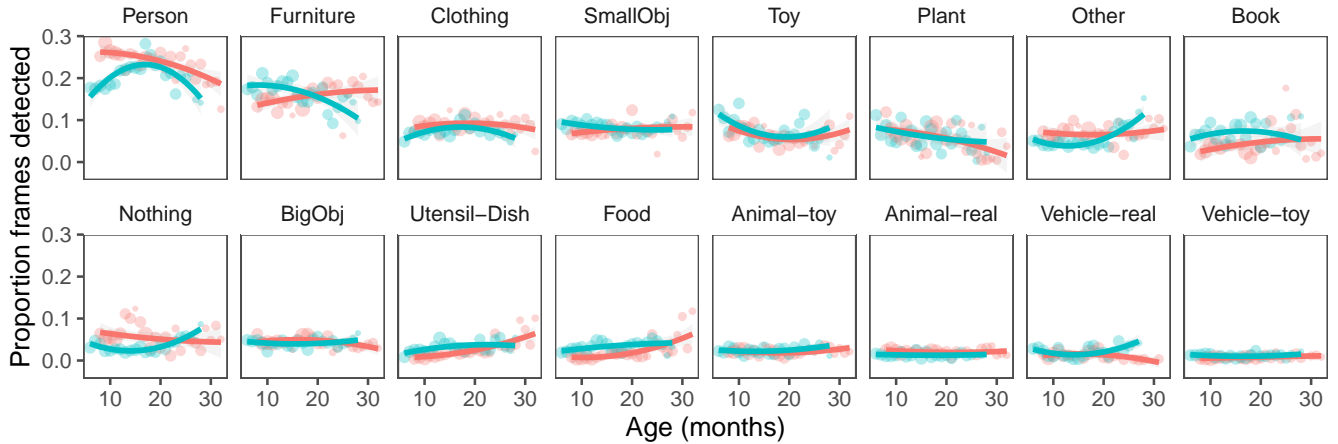 Person Furniture Clothing SmallObj Toy Plant Other Book
0.3
0.2
0.1
0.0
Nothing BigObj Utensil−Dish Food Animal−toy Animal−real Vehicle−real Vehicle−toy
0.3
0.2
0.1
0.0
10 20 30 10 20 30 10 20 30 10 20 30 10 20 30 10 20 30 10 20 30 10 20 30
Age (months)
Proportion frames detected